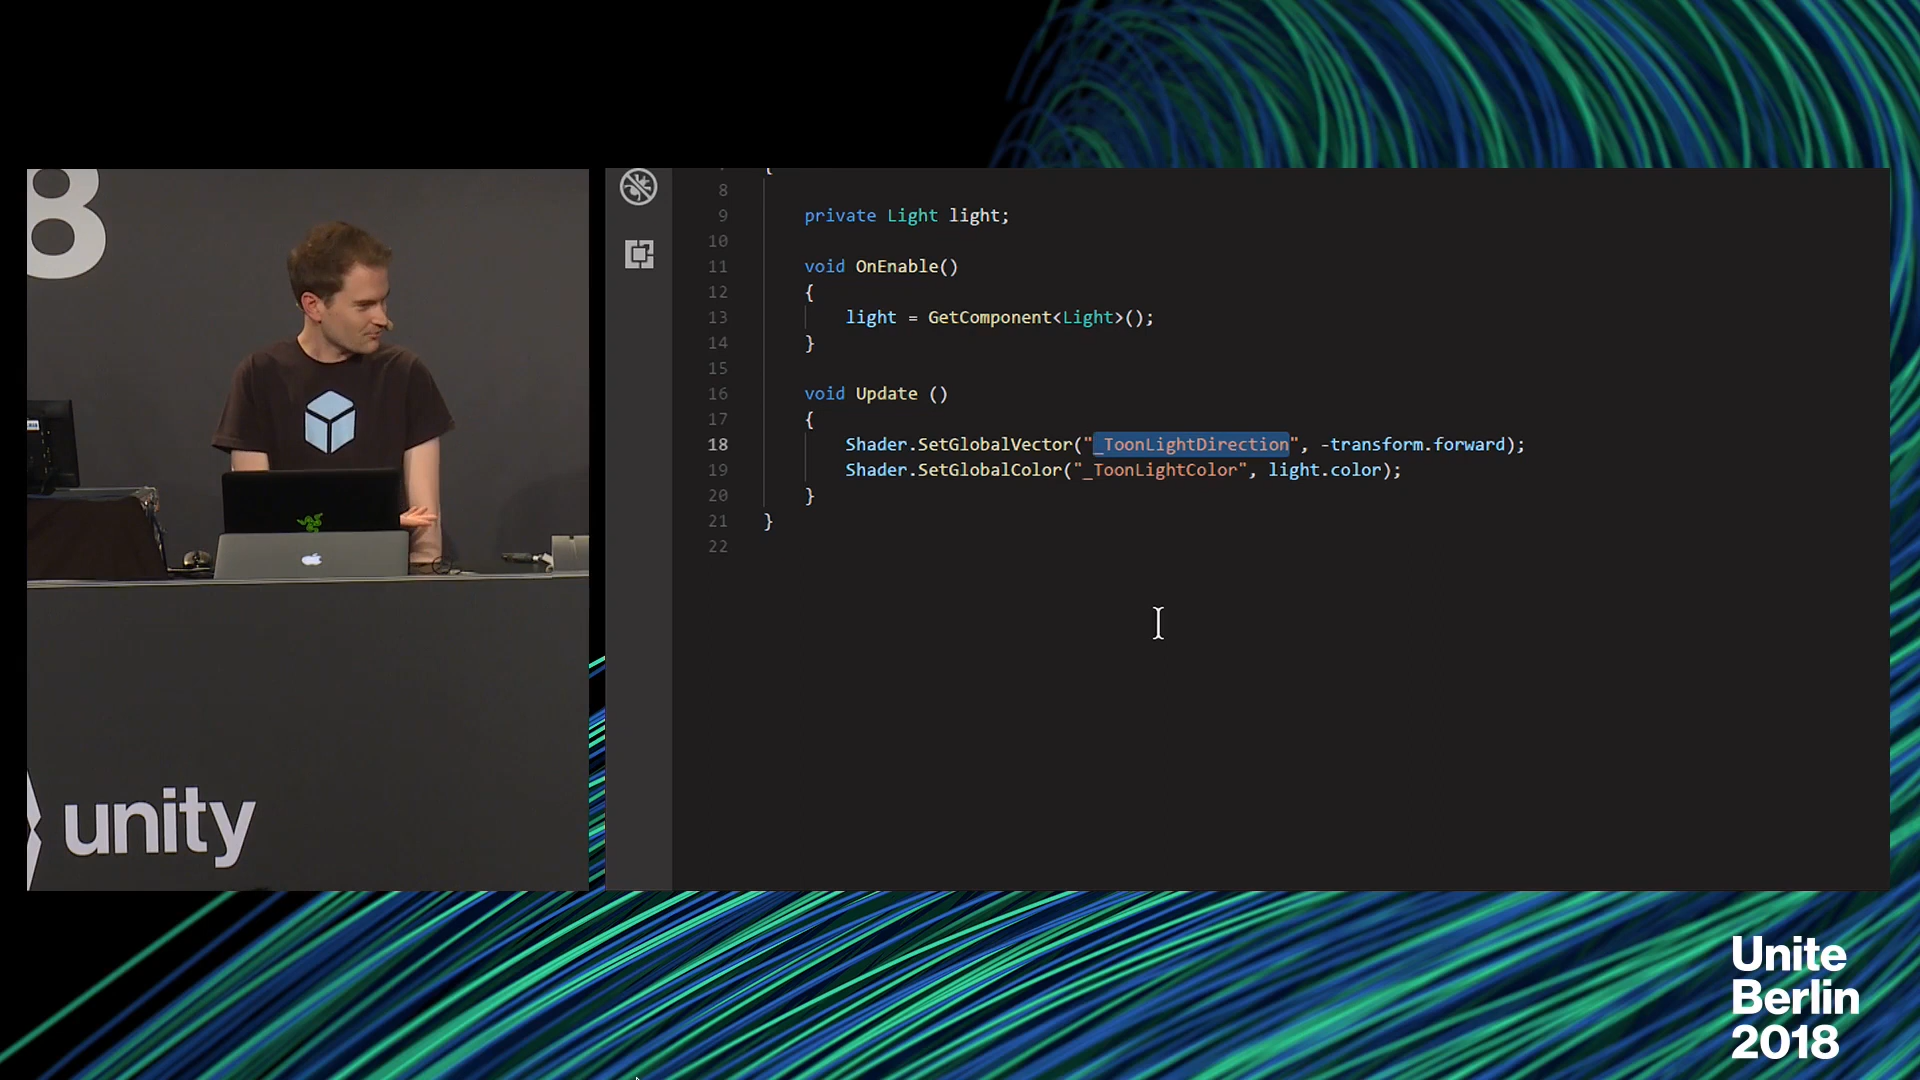 8
unity
{
8
9 private Light light;
10
11 void OnEnable()
12 {
13 light = GetComponent<Light>();
14 }
15
16 void Update ()
17 {
18 Shader.SetGlobalVector("_ToonLightDirection", -transform.forward);
19 Shader.SetGlobalColor("_ToonLightColor", light.color);
20 }
21 }
22
Unite
Berlin
2018